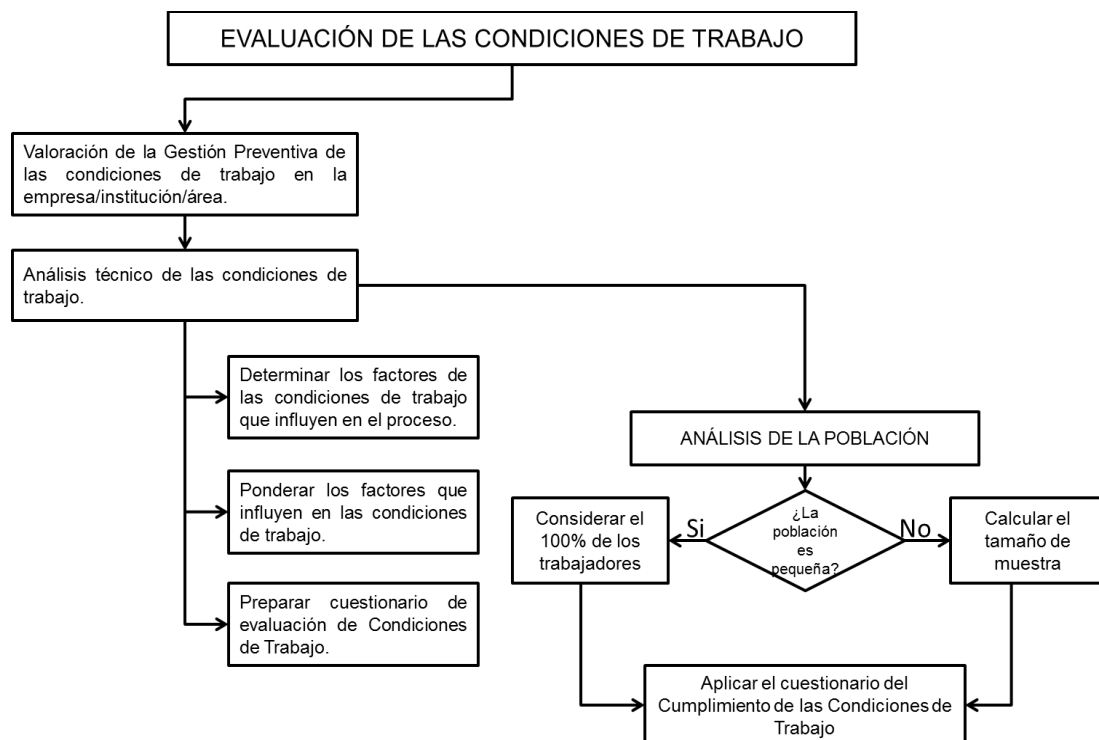 EVALUACIÓN DE LAS CONDICIONES DE TRABAJO
Valoración de la Gestión Preventiva de
las condiciones de trabajo en la
empresa/institución/área.
Análisis técnico de las condiciones de
trabajo.
Determinar los factores de
las condiciones de trabajo
que influyen en el proceso.
Ponderar los factores que
influyen en las condiciones
de trabajo.
Preparar cuestionario de
evaluación de Condiciones
de Trabajo.
ANÁLISIS DE LA POBLACIÓN
Considerar el
100% de los
trabajadores
Si
¿La
población
es
pequeña?
No
Calcular el
tamaño de
muestra
Aplicar el cuestionario del
Cumplimiento de las Condiciones de
Trabajo